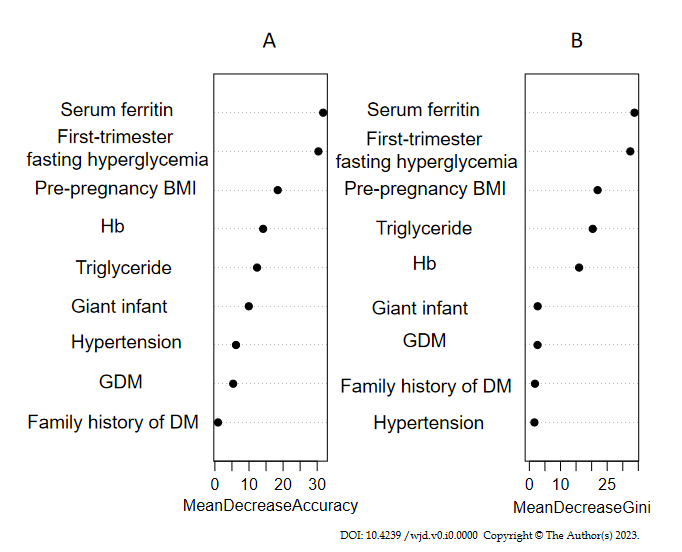 A
B
Serum ferritin
First-trimester
fasting hyperglycemia
Pre-pregnancy BMI
Hb
Triglyceride
Giant infant
Hypertension
GDM
Family history of DM
0 10 20 30
MeanDecreaseAccuracy
Serum ferritin
First-trimester
fasting hyperglycemia
Pre-pregnancy BMI
Triglyceride
Hb
Giant infant
GDM
Family history of DM
Hypertension
0 10 25
MeanDecreaseGini
DOI: 10.4239 /wjd.v0.i0.0000 Copyright © The Author(s) 2023.